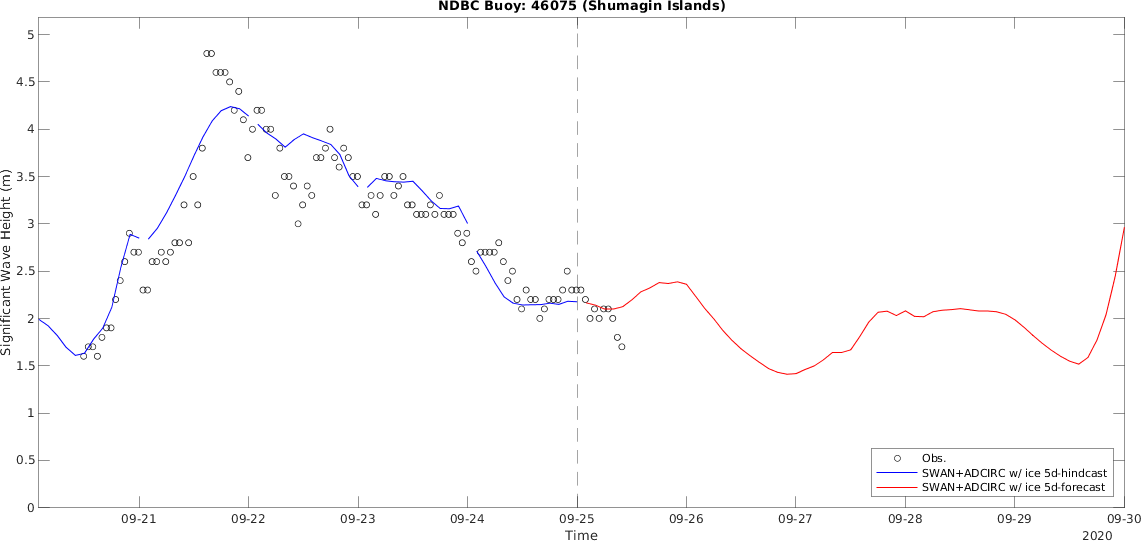 NDBC Buoy: 46075 (Shumagin Islands)
Significant Wave Height (m)
5
4.5
4
3.5
3
2.5
2
1.5
1
0.5
0
09-21 09-22 09-23 09-24 09-25 09-26 09-27 09-28 09-29 09-30
Time
2020
Obs.
SWAN+ADCIRC w/ ice 5d-hindcast
SWAN+ADCIRC w/ ice 5d-forecast